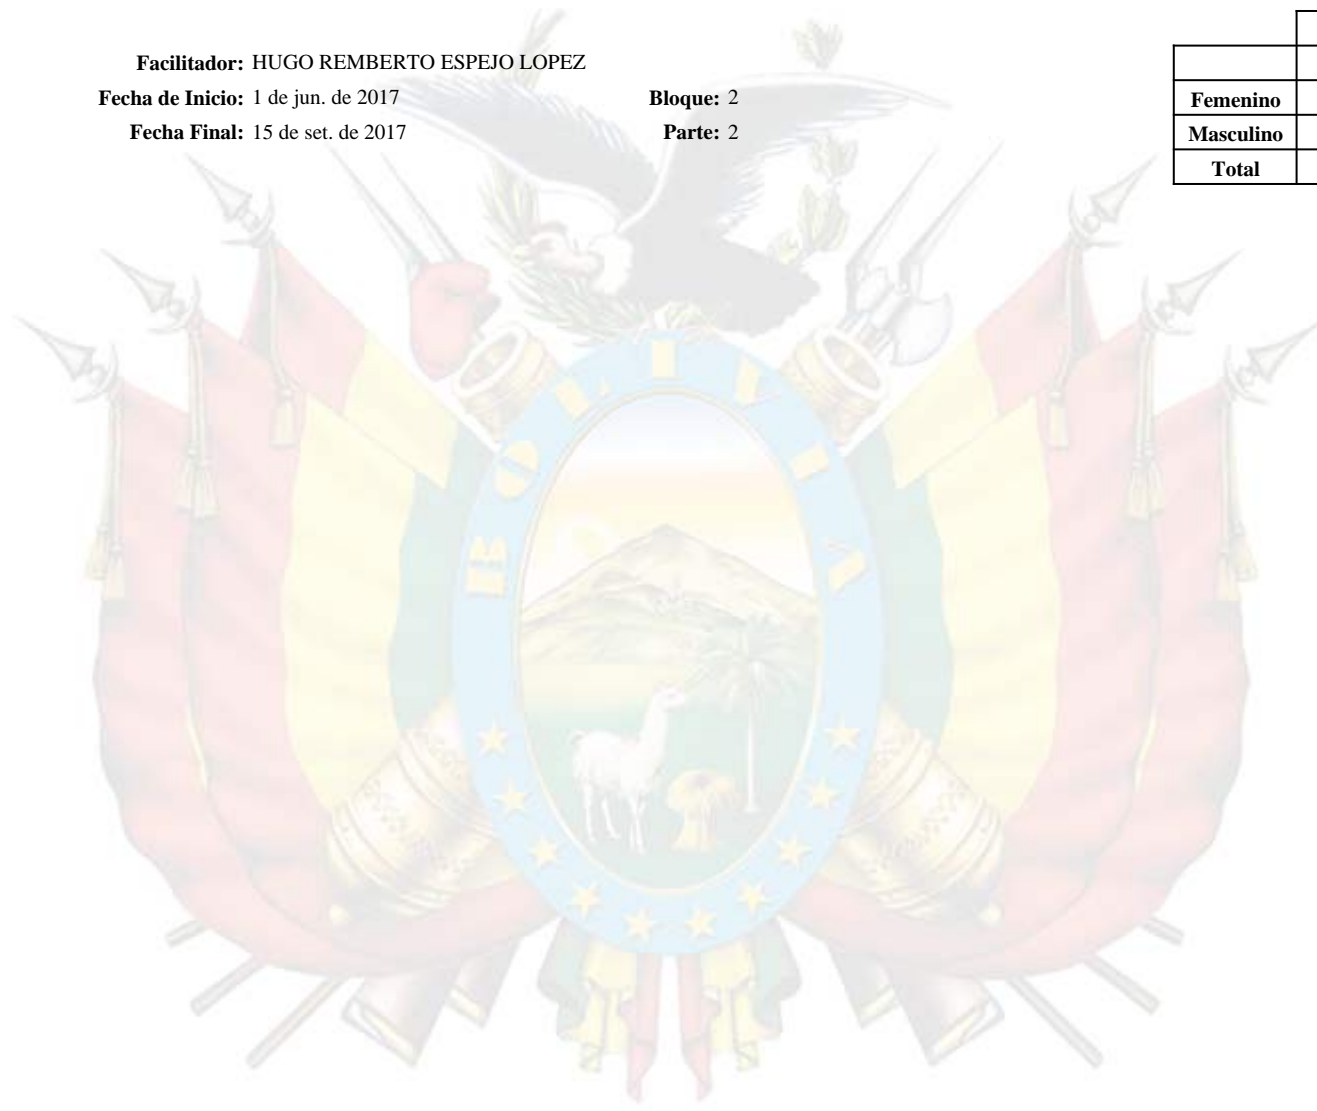 Facilitador: HUGO REMBERTO ESPEJO LOPEZ
Fecha de Inicio: 1 de jun. de 2017 Bloque: 2
Fecha Final: 15 de set. de 2017 Parte: 2
Femenino
Masculino
Total
BOLIVIA